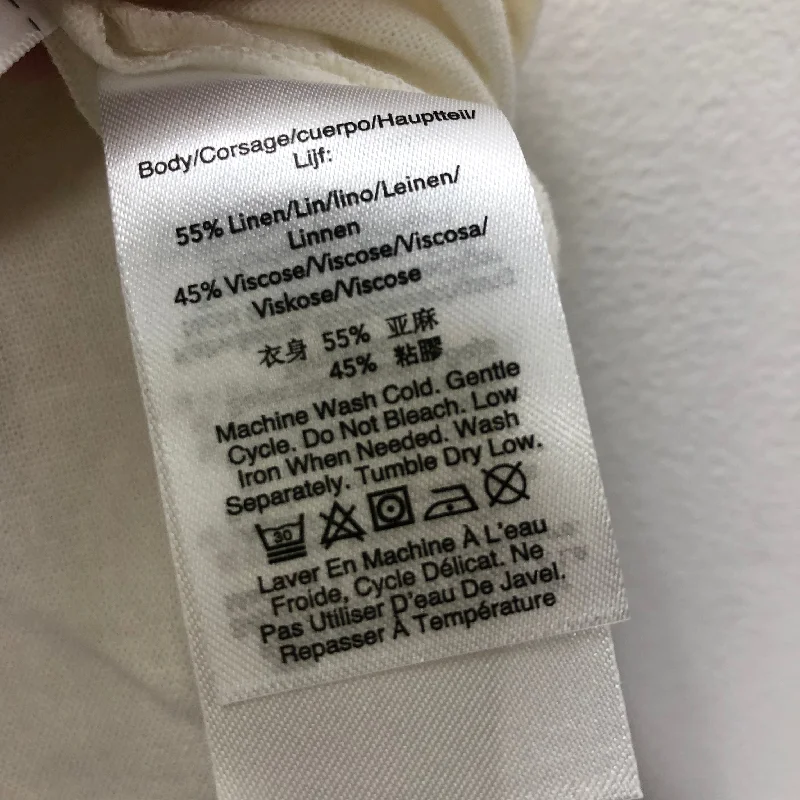 Body/Corsage/cuerpo/Hauptteil/
Lijf:
55% Linen/Lin/lino/Leinen/
Linnen
45% Viscose/Viscose/Viscosa/
Viskose/Viscose
衣身 55% 亚麻
45% 粘膠
Machine Wash Cold. Gentle
Cycle. Do Not Bleach. Low
Iron When Needed. Wash
Separately. Tumble Dry Low.
30
Laver En Machine À L'eau
Froide, Cycle Délicat. Ne
Pas Utiliser D'eau De Javel.
Repasser À Température